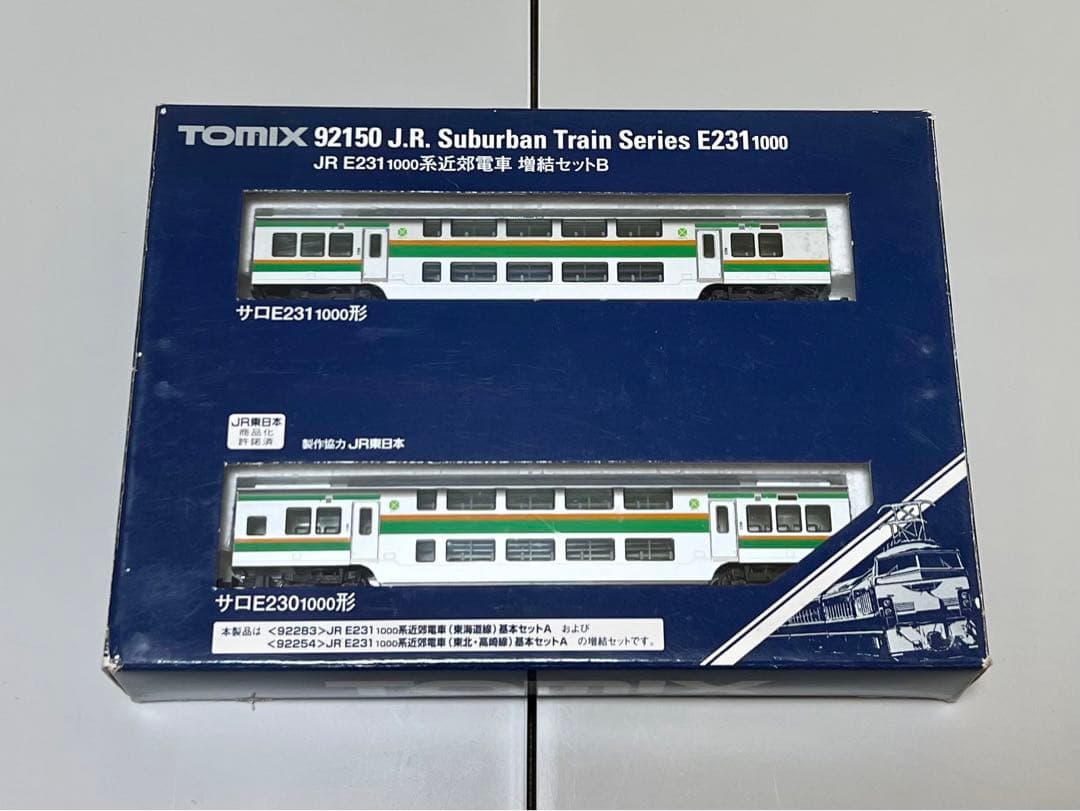 TOMIX 92150 J.R. Suburban Train Series E231 1000
JR E231 1000系近郊電車 増結セットB
サロE231 1000形
JR東日本
商品化
許諾済
製作協力 JR東日本
サロE230 1000形
本製品は <92283>JR E231 1000系近郊電車(東海道線)基本セットA および
<92254>JR E231 1000系近郊電車(東北・高崎線)基本セットA の増結セットです。
TOMIX